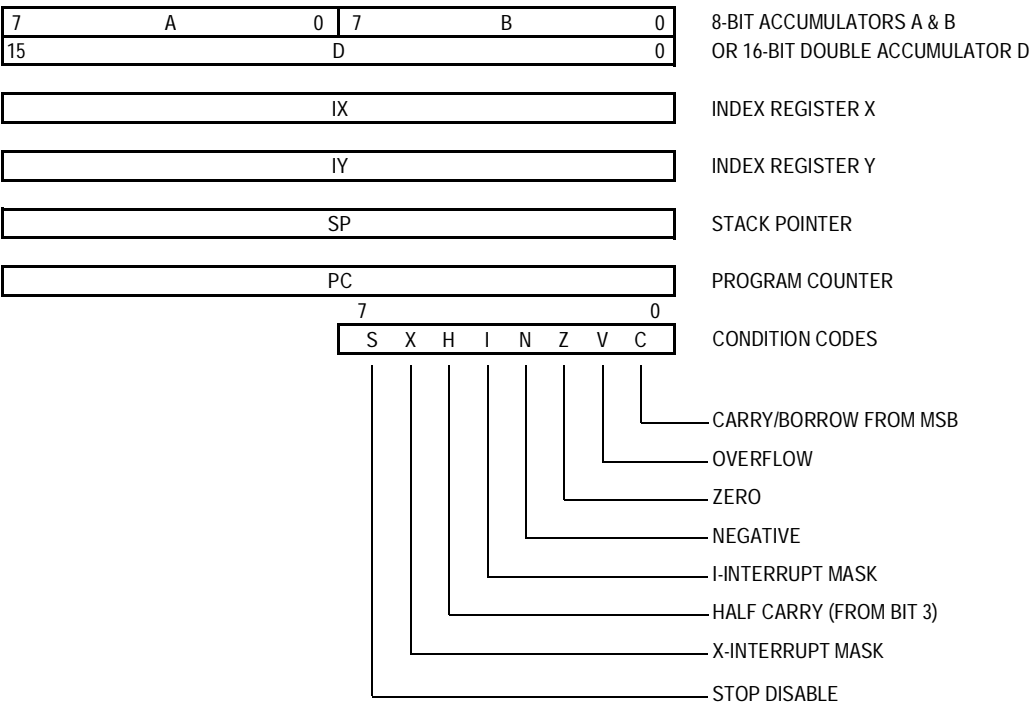 7 A 0 7 B 0 8-BIT ACCUMULATORS A & B
15 D 0 OR 16-BIT DOUBLE ACCUMULATOR D
IX INDEX REGISTER X
IY INDEX REGISTER Y
SP STACK POINTER
PC PROGRAM COUNTER
7 0
S X H I N Z V C CONDITION CODES
CARRY/BORROW FROM MSB
OVERFLOW
ZERO
NEGATIVE
I-INTERRUPT MASK
HALF CARRY (FROM BIT 3)
X-INTERRUPT MASK
STOP DISABLE